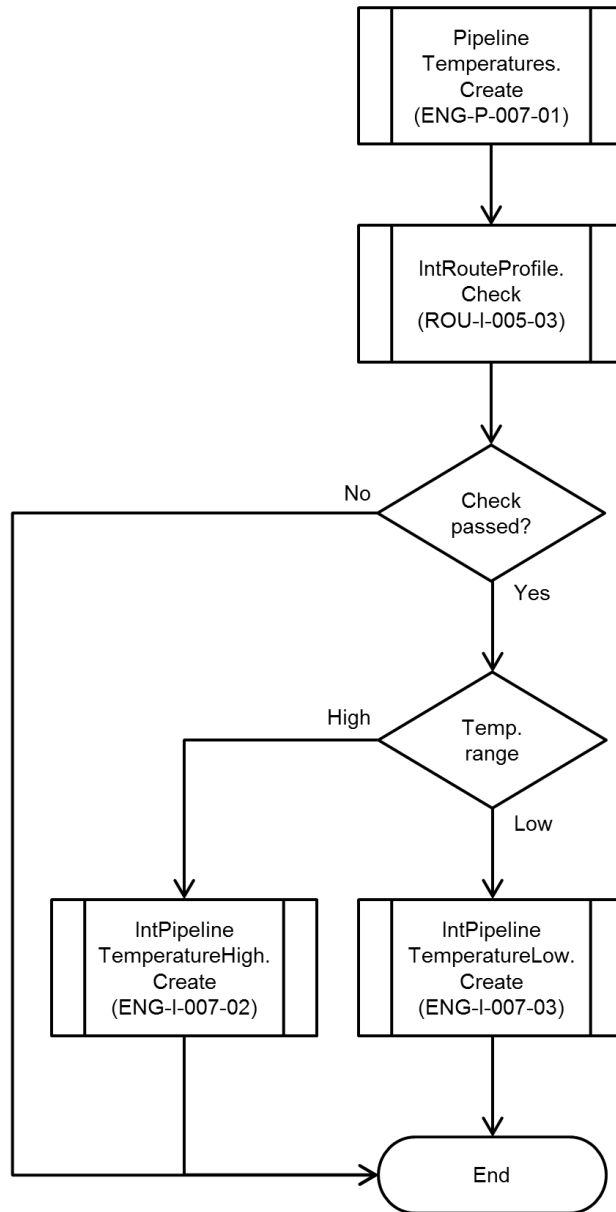 Pipeline
Temperatures.
Create
(ENG-P-007-01)
IntRouteProfile.
Check
(ROU-I-005-03)
No
Check
passed?
Yes
High
Temp.
range
Low
IntPipeline
TemperatureHigh.
Create
(ENG-I-007-02)
IntPipeline
TemperatureLow.
Create
(ENG-I-007-03)
End